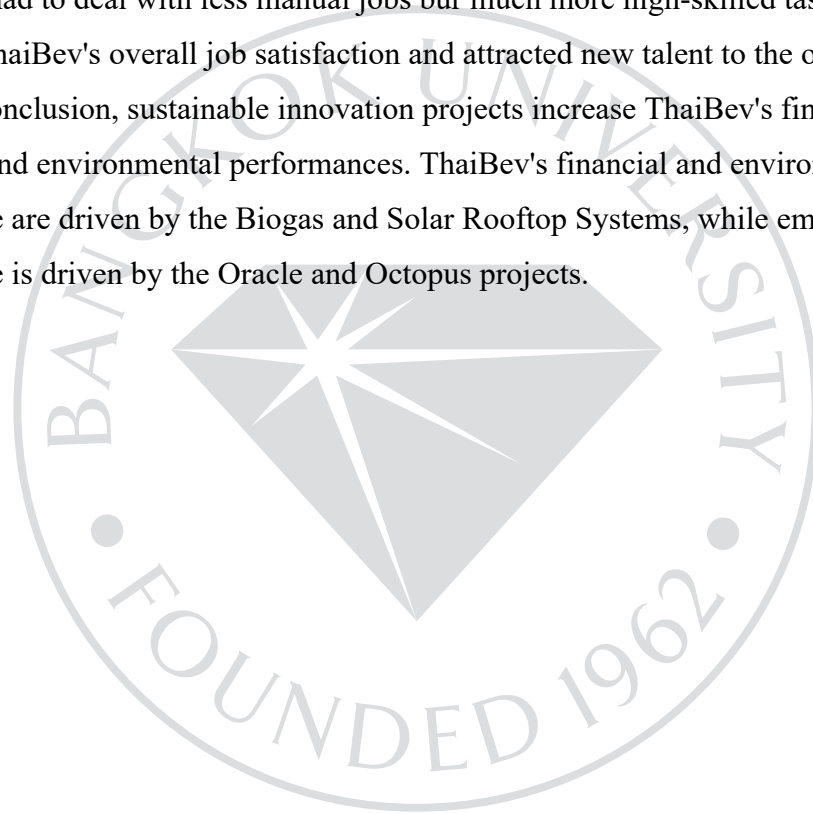 had to deal with less manual jobs but much more high-skilled tas
haiBev's overall job satisfaction and attracted new talent to the o
onclusion, sustainable innovation projects increase ThaiBev's fin
nd environmental performances. ThaiBev's financial and enviro
e are driven by the Biogas and Solar Rooftop Systems, while em
e is driven by the Oracle and Octopus projects.
BANGKOK UNIVERSITY
FOUNDED 1962